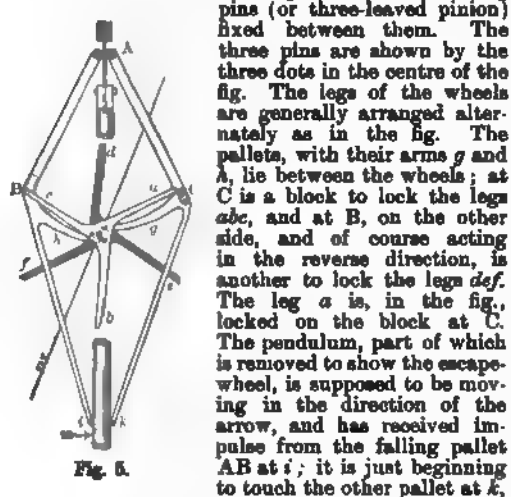 pins (or three-leaved pinion)
fixed between them. The
three pins are shown by the
three dots in the centre of the
fig. The legs of the wheels
are generally arranged alter-
nately as in the fig. The
pallets, with their arms g and
h, lie between the wheels; at
C is a block to lock the legs
abc, and at B, on the other
side, and of course acting
in the reverse direction, is
another to lock the legs def.
The leg a is, in the fig.,
locked on the block at C.
The pendulum, part of which
is removed to show the escape-
wheel, is supposed to be mov-
ing in the direction of the
arrow, and has received im-
pulse from the falling pallet
AB at i; it is just beginning
to touch the other pallet at k,
A
d
B
c
a
h
g
f
e
b
k
Fig. 5.